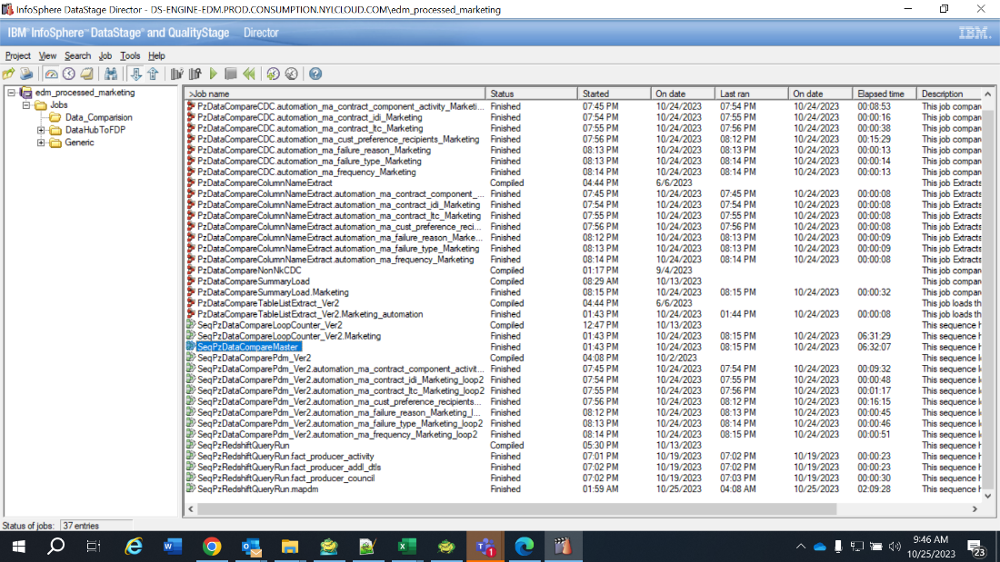 InfoSphere DataStage Director - DS-ENGINE-EDM.PROD.CONSUMPTION.NYLCLOUD.COM\edm_processed_marketing
IBM® InfoSphere™ DataStage® and QualityStage Director
IBM.
Project View Search Job Tools Help
edm_processed_marketing
Jobs
Data_Comparision
DataHubToFDP
Generic
>Job name Status Started On date Last ran On date Elapsed time Description
PzDataCompareCDC.automation_ma_contract_component_activity_Marketi... Finished 07:45 PM 10/24/2023 07:54 PM 10/24/2023 00:08:53 This job compar
PzDataCompareCDC.automation_ma_contract_idi_Marketing Finished 07:54 PM 10/24/2023 07:55 PM 10/24/2023 00:00:16 This job compar
PzDataCompareCDC.automation_ma_contract_ltc_Marketing Finished 07:55 PM 10/24/2023 07:56 PM 10/24/2023 00:00:38 This job compar
PzDataCompareCDC.automation_ma_cust_preference_recipients_Marketing Finished 07:56 PM 10/24/2023 08:12 PM 10/24/2023 00:15:29 This job compar
PzDataCompareCDC.automation_ma_failure_reason_Marketing Finished 08:13 PM 10/24/2023 08:13 PM 10/24/2023 00:00:13 This job compar
PzDataCompareCDC.automation_ma_failure_type_Marketing Finished 08:13 PM 10/24/2023 08:14 PM 10/24/2023 00:00:14 This job compar
PzDataCompareCDC.automation_ma_frequency_Marketing Finished 08:14 PM 10/24/2023 08:14 PM 10/24/2023 00:00:13 This job compar
PzDataCompareColumnNameExtract Compiled 04:44 PM 6/6/2023 This job Extracts
PzDataCompareColumnNameExtract.automation_ma_contract_component_... Finished 07:45 PM 10/24/2023 07:45 PM 10/24/2023 00:00:08 This job Extracts
PzDataCompareColumnNameExtract.automation_ma_contract_idi_Marketing Finished 07:54 PM 10/24/2023 07:54 PM 10/24/2023 00:00:08 This job Extracts
PzDataCompareColumnNameExtract.automation_ma_contract_ltc_Marketing Finished 07:55 PM 10/24/2023 07:55 PM 10/24/2023 00:00:08 This job Extracts
PzDataCompareColumnNameExtract.automation_ma_cust_preference_reci... Finished 07:56 PM 10/24/2023 07:56 PM 10/24/2023 00:00:08 This job Extracts
PzDataCompareColumnNameExtract.automation_ma_failure_reason_Marke... Finished 08:12 PM 10/24/2023 08:13 PM 10/24/2023 00:00:09 This job Extracts
PzDataCompareColumnNameExtract.automation_ma_failure_type_Marketing Finished 08:13 PM 10/24/2023 08:13 PM 10/24/2023 00:00:09 This job Extracts
PzDataCompareColumnNameExtract.automation_ma_frequency_Marketing Finished 08:14 PM 10/24/2023 08:14 PM 10/24/2023 00:00:08 This job Extracts
PzDataCompareNonNkCDC Compiled 01:17 PM 9/4/2023 This job compar
PzDataCompareSummaryLoad Compiled 08:29 AM 10/13/2023 This job compar
PzDataCompareSummaryLoad.Marketing Finished 08:15 PM 10/24/2023 08:15 PM 10/24/2023 00:00:32 This job compar
PzDataCompareTableListExtract_Ver2 Compiled 04:44 PM 6/6/2023 This job loads th
PzDataCompareTableListExtract_Ver2.Marketing_automation Finished 01:43 PM 10/24/2023 01:44 PM 10/24/2023 00:00:08 This job loads th
SeqPzDataCompareLoopCounter_Ver2 Compiled 12:47 PM 10/13/2023 This sequence h
SeqPzDataCompareLoopCounter_Ver2.Marketing Finished 01:43 PM 10/24/2023 08:15 PM 10/24/2023 06:31:29 This sequence h
SeqPzDataCompareMaster Finished 01:43 PM 10/24/2023 08:15 PM 10/24/2023 06:32:07 This sequence h
SeqPzDataComparePdm_Ver2 Compiled 04:08 PM 10/2/2023 This sequence l
SeqPzDataComparePdm_Ver2.automation_ma_contract_component_activit... Finished 07:45 PM 10/24/2023 07:54 PM 10/24/2023 00:09:32 This sequence l
SeqPzDataComparePdm_Ver2.automation_ma_contract_idi_Marketing_loop2 Finished 07:54 PM 10/24/2023 07:55 PM 10/24/2023 00:00:48 This sequence l
SeqPzDataComparePdm_Ver2.automation_ma_contract_ltc_Marketing_loop2 Finished 07:55 PM 10/24/2023 07:56 PM 10/24/2023 00:01:17 This sequence l
SeqPzDataComparePdm_Ver2.automation_ma_cust_preference_recipients... Finished 07:56 PM 10/24/2023 08:12 PM 10/24/2023 00:16:15 This sequence l
SeqPzDataComparePdm_Ver2.automation_ma_failure_reason_Marketing_l... Finished 08:12 PM 10/24/2023 08:13 PM 10/24/2023 00:00:45 This sequence l
SeqPzDataComparePdm_Ver2.automation_ma_failure_type_Marketing_loop2 Finished 08:13 PM 10/24/2023 08:14 PM 10/24/2023 00:00:46 This sequence l
SeqPzDataComparePdm_Ver2.automation_ma_frequency_Marketing_loop2 Finished 08:14 PM 10/24/2023 08:15 PM 10/24/2023 00:00:51 This sequence l
SeqPzRedshiftQueryRun Compiled 05:30 PM 10/13/2023 This sequence h
SeqPzRedshiftQueryRun.fact_producer_activity Finished 07:01 PM 10/19/2023 07:02 PM 10/19/2023 00:00:23 This sequence h
SeqPzRedshiftQueryRun.fact_producer_addl_dtls Finished 07:02 PM 10/19/2023 07:02 PM 10/19/2023 00:00:23 This sequence h
SeqPzRedshiftQueryRun.fact_producer_council Finished 07:02 PM 10/19/2023 07:03 PM 10/19/2023 00:00:30 This sequence h
SeqPzRedshiftQueryRun.mapdm Finished 01:59 AM 10/25/2023 04:08 AM 10/25/2023 02:09:28 This sequence h
Status of jobs: 37 entries
9:46 AM
10/25/2023
23
1